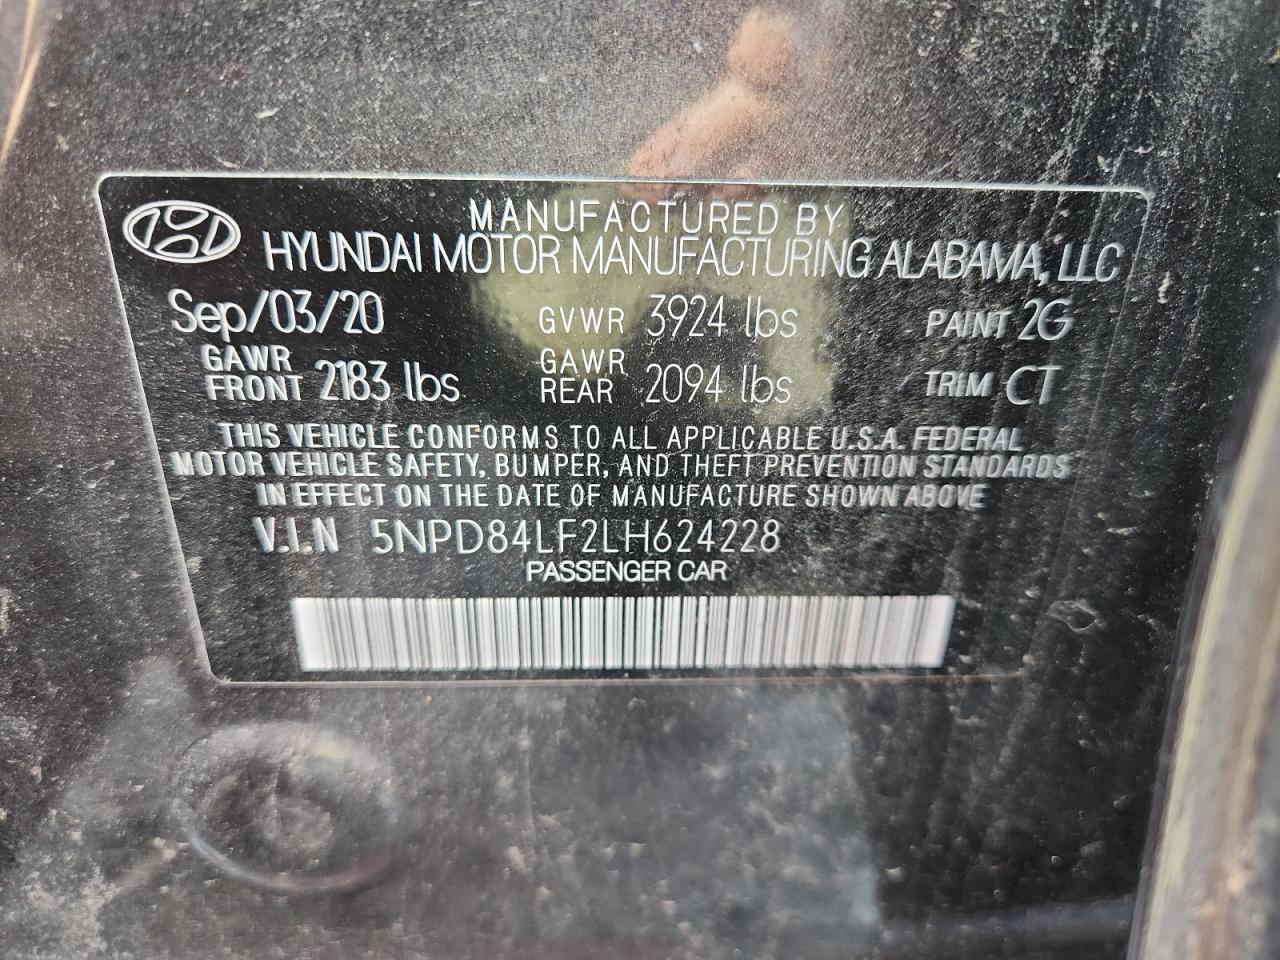 MANUFACTURED BY
HYUNDAI MOTOR MANUFACTURING ALABAMA, LLC
Sep/03/20 GVWR 3924 lbs PAINT 2G
GAWR FRONT 2183 lbs GAWR REAR 2094 lbs TRIM CT
THIS VEHICLE CONFORMS TO ALL APPLICABLE U.S.A. FEDERAL
MOTOR VEHICLE SAFETY, BUMPER, AND THEFT PREVENTION STANDARDS
IN EFFECT ON THE DATE OF MANUFACTURE SHOWN ABOVE
V.I.N 5NPD84LF2LH624228
PASSENGER CAR